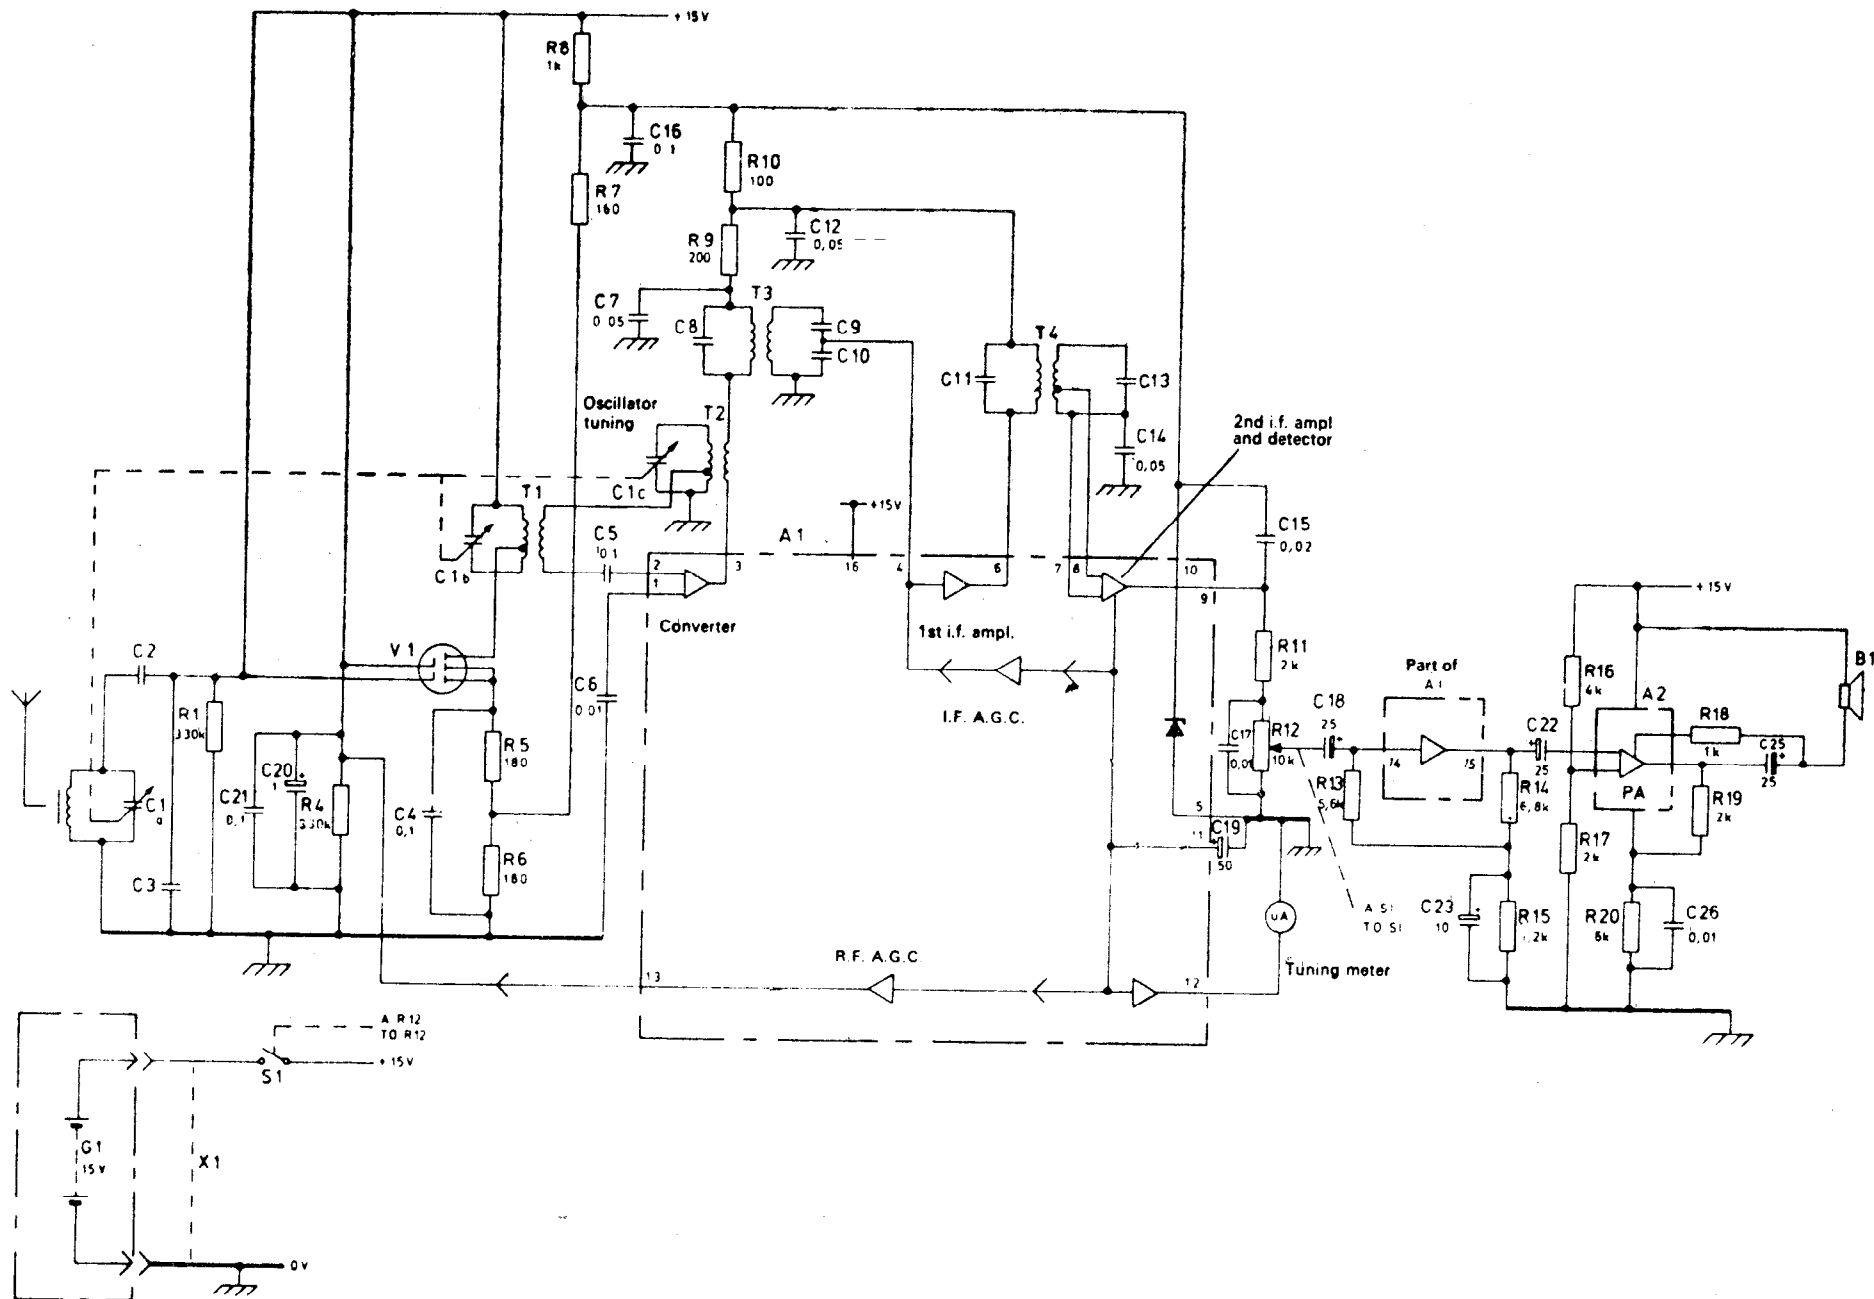 + 15 V
R8
1k
C16
0.1
R10
100
R7
160
C12
0,05
R9
200
C7
0.05
T3
C8
C9
C10
T4
C11
C13
Oscillator
tuning
T2
2nd i.f. ampl
and detector
C14
0,05
C1c
T1
+15V
C15
0,02
C5
0.1
A1
C1b
2
1
3
16
4
6
7
8
10
9
+ 15V
Converter
1st i.f. ampl.
R11
2k
C2
V1
Part of
A1
R16
4k
B1
R1
330k
C6
0.01
I.F. A.G.C.
C18
25
C22
25
A2
R18
1k
C25
25
C17
0,01
R12
10k
14
15
C20
1
R5
180
R13
5,6k
R14
6,8k
PA
R19
2k
C1
a
C21
0,1
R4
330k
C4
0,1
5
11
C19
50
R17
2k
C3
R6
180
uA
A S1
TO S1
C23
10
R15
1,2k
R20
6k
C26
0,01
R.F. A.G.C.
13
12
Tuning meter
A R12
TO R12
+ 15V
S1
G1
15V
X1
0V